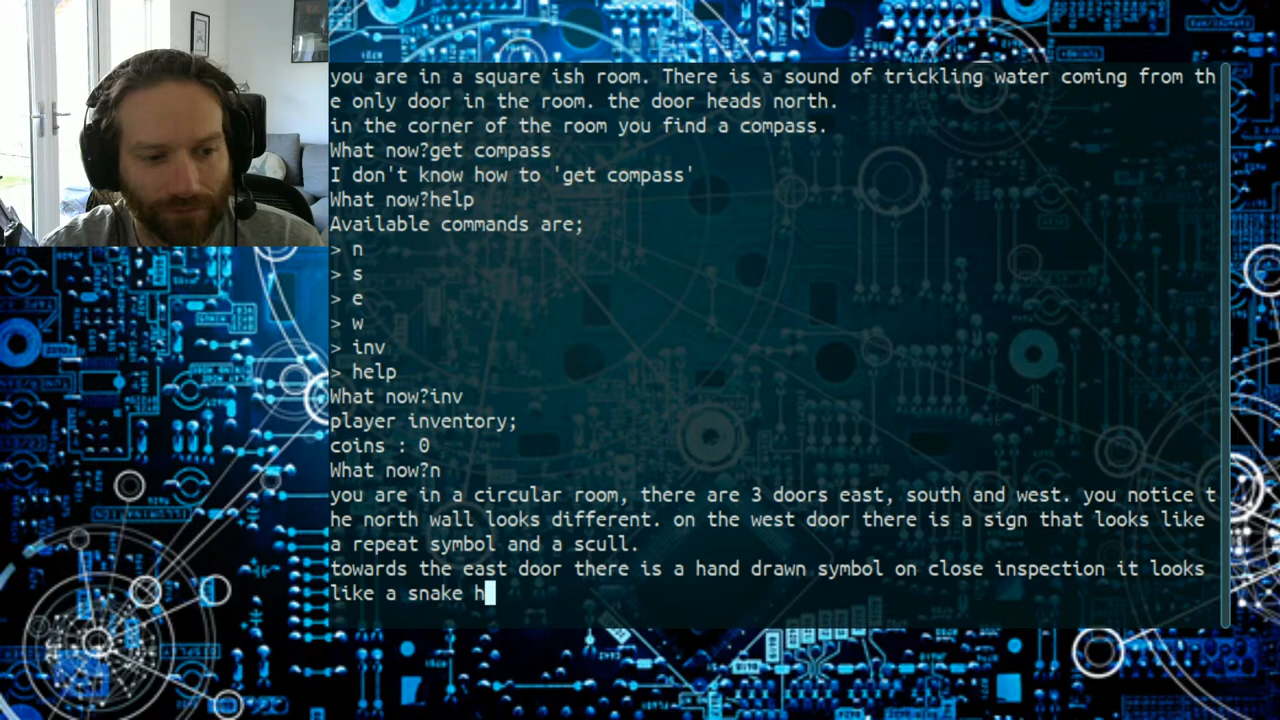 you are in a square ish room. There is a sound of trickling water coming from th
e only door in the room. the door heads north.
in the corner of the room you find a compass.
What now?get compass
I don't know how to 'get compass'
What now?help
Available commands are;
> n
> s
> e
> w
> inv
> help
What now?inv
player inventory;
coins : 0
What now?n
you are in a circular room, there are 3 doors east, south and west. you notice t
he north wall looks different. on the west door there is a sign that looks like
a repeat symbol and a scull.
towards the east door there is a hand drawn symbol on close inspection it looks
like a snake h